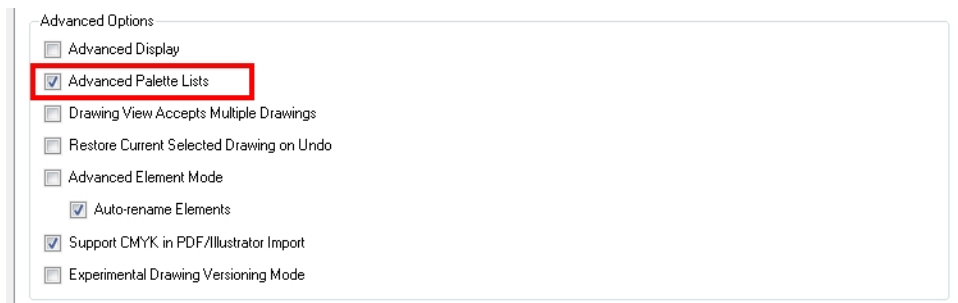 Advanced Options
Advanced Display
Advanced Palette Lists
Drawing View Accepts Multiple Drawings
Restore Current Selected Drawing on Undo
Advanced Element Mode
Auto-rename Elements
Support CMYK in PDF/Illustrator Import
Experimental Drawing Versioning Mode